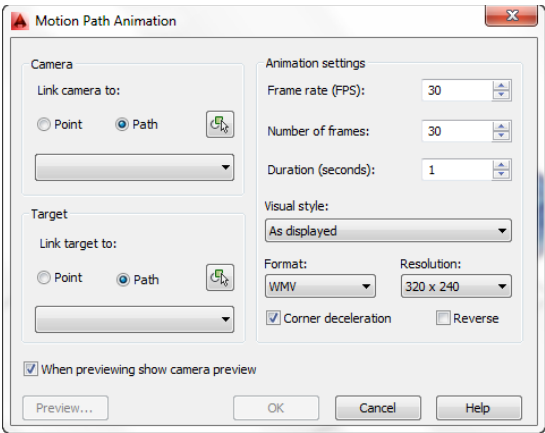 Motion Path Animation
Camera
Link camera to:
Point Path
Target
Link target to:
Point Path
Animation settings
Frame rate (FPS): 30
Number of frames: 30
Duration (seconds): 1
Visual style:
As displayed
Format: Resolution:
WMV 320 x 240
Corner deceleration Reverse
When previewing show camera preview
Preview... OK Cancel Help